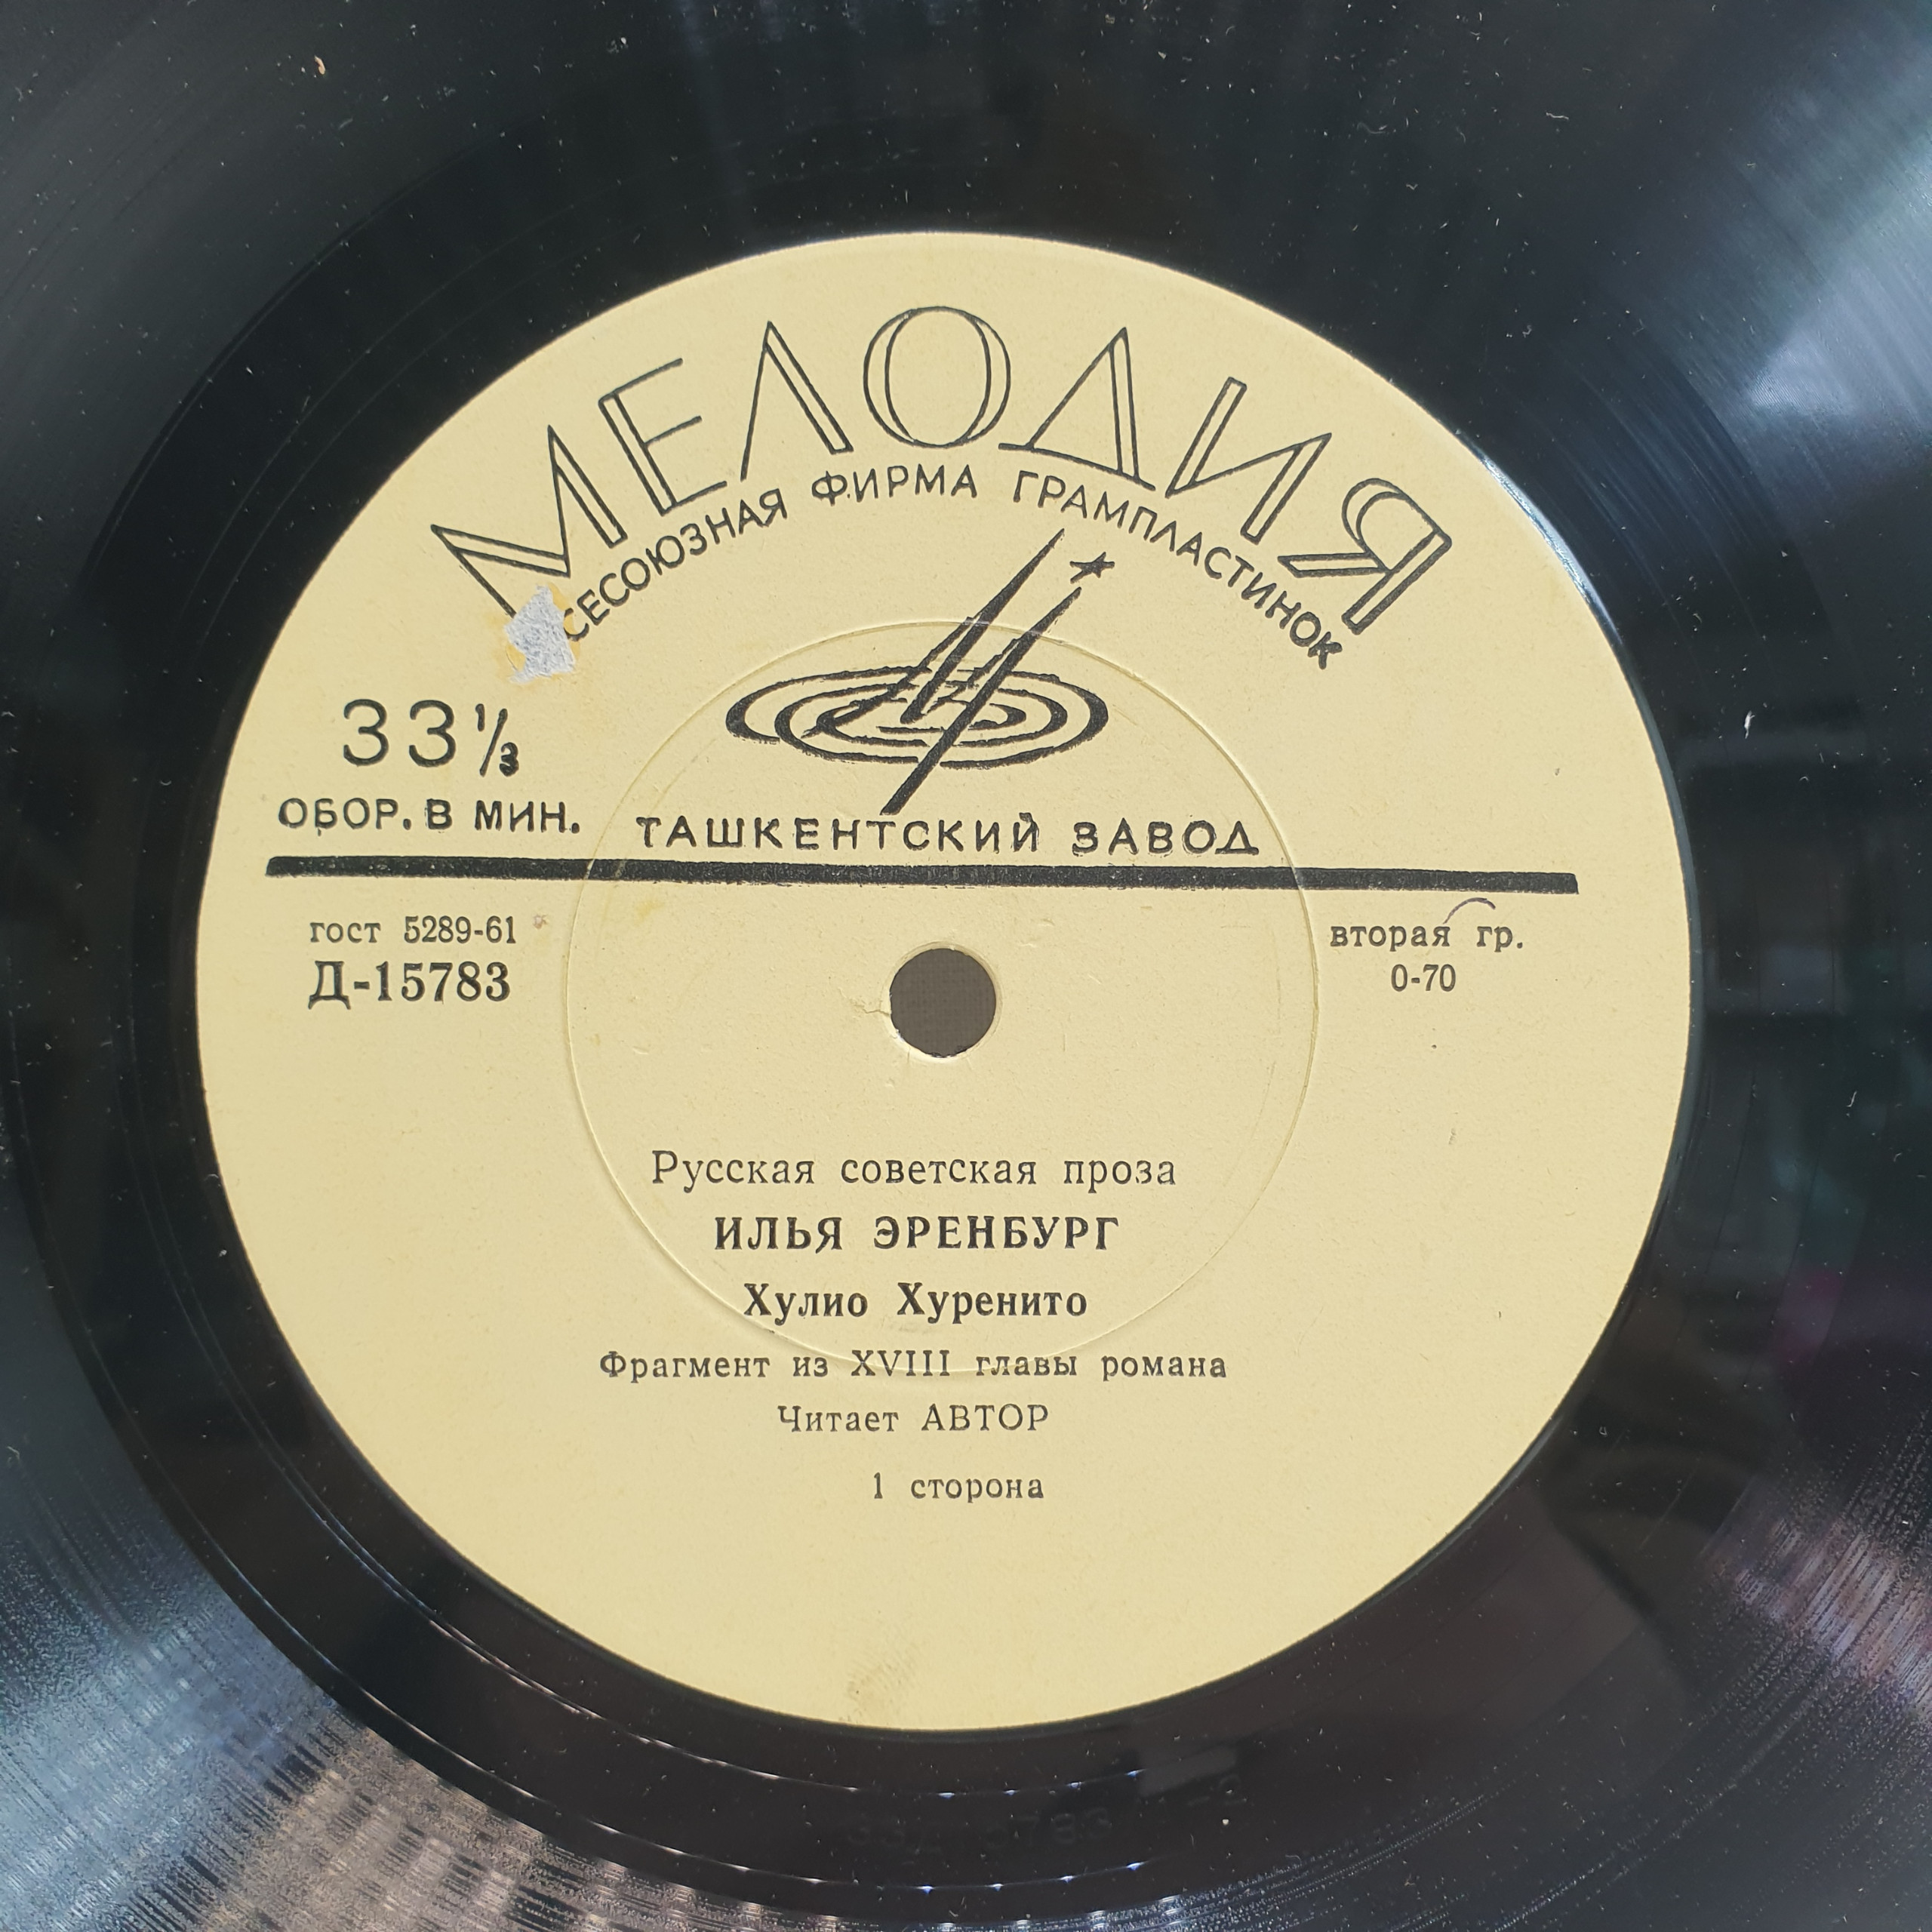 МЕЛОДИЯ
СЕСОЮЗНАЯ ФИРМА ГРАМПЛАСТИНОК
33⅓
ОБОР. В МИН.
ТАШКЕНТСКИЙ ЗАВОД
гост 5289-61
вторая гр.
Д-15783
0-70
Русская советская проза
ИЛЬЯ ЭРЕНБУРГ
Хулио Хуренито
Фрагмент из XVIII главы романа
Читает АВТОР
1 сторона